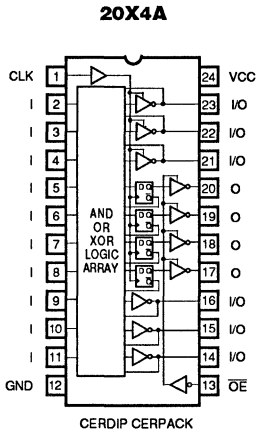 20X4A
CLK 1 24 VCC
I 2 23 I/O
I 3 22 I/O
I 4 21 I/O
I 5 20 O
I 6 19 O
I 7 18 O
I 8 17 O
I 9 16 I/O
I 10 15 I/O
I 11 14 I/O
GND 12 13 OE
AND
OR
XOR
LOGIC
ARRAY
CERDIP CERPACK